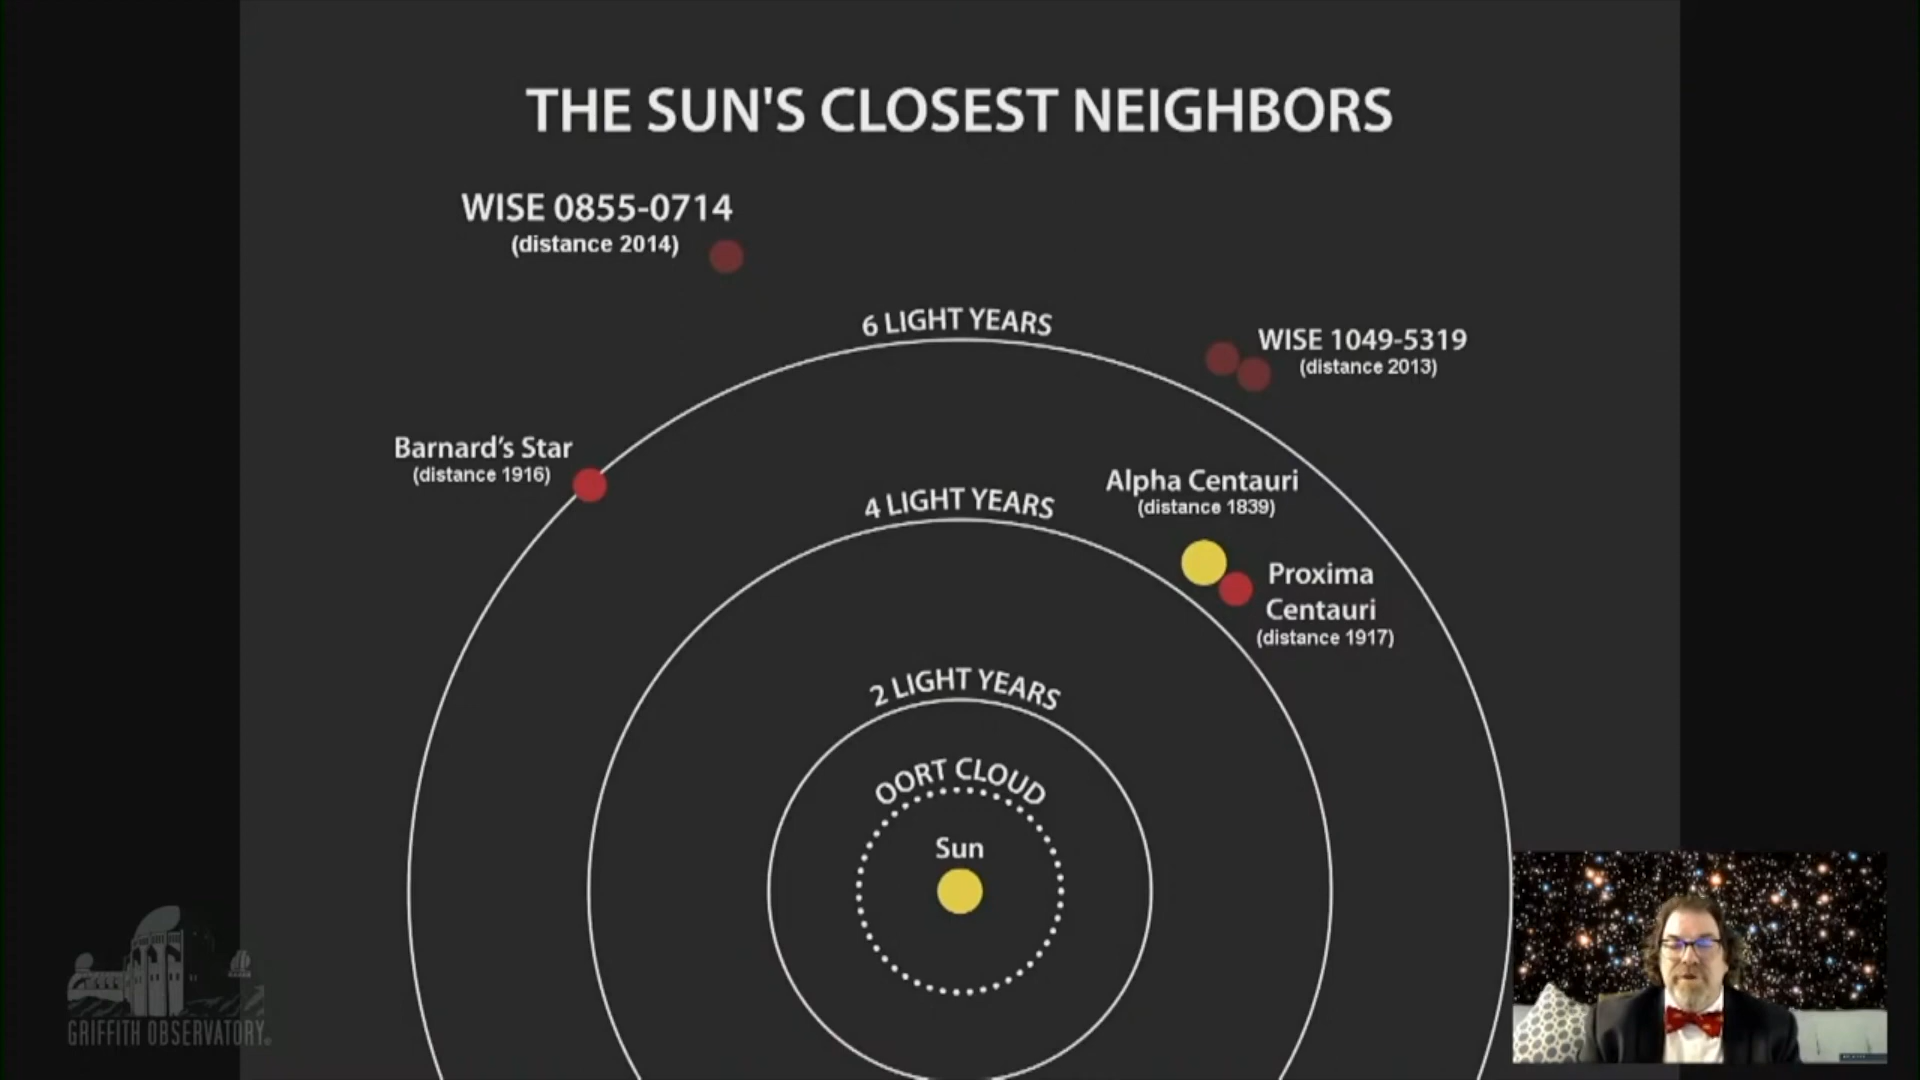 THE SUN'S CLOSEST NEIGHBORS
WISE 0855-0714
(distance 2014)
6 LIGHT YEARS
WISE 1049-5319
(distance 2013)
Barnard's Star
(distance 1916)
Alpha Centauri
(distance 1839)
4 LIGHT YEARS
Proxima
Centauri
(distance 1917)
2 LIGHT YEARS
OORT CLOUD
Sun
GRIFFITH OBSERVATORY®